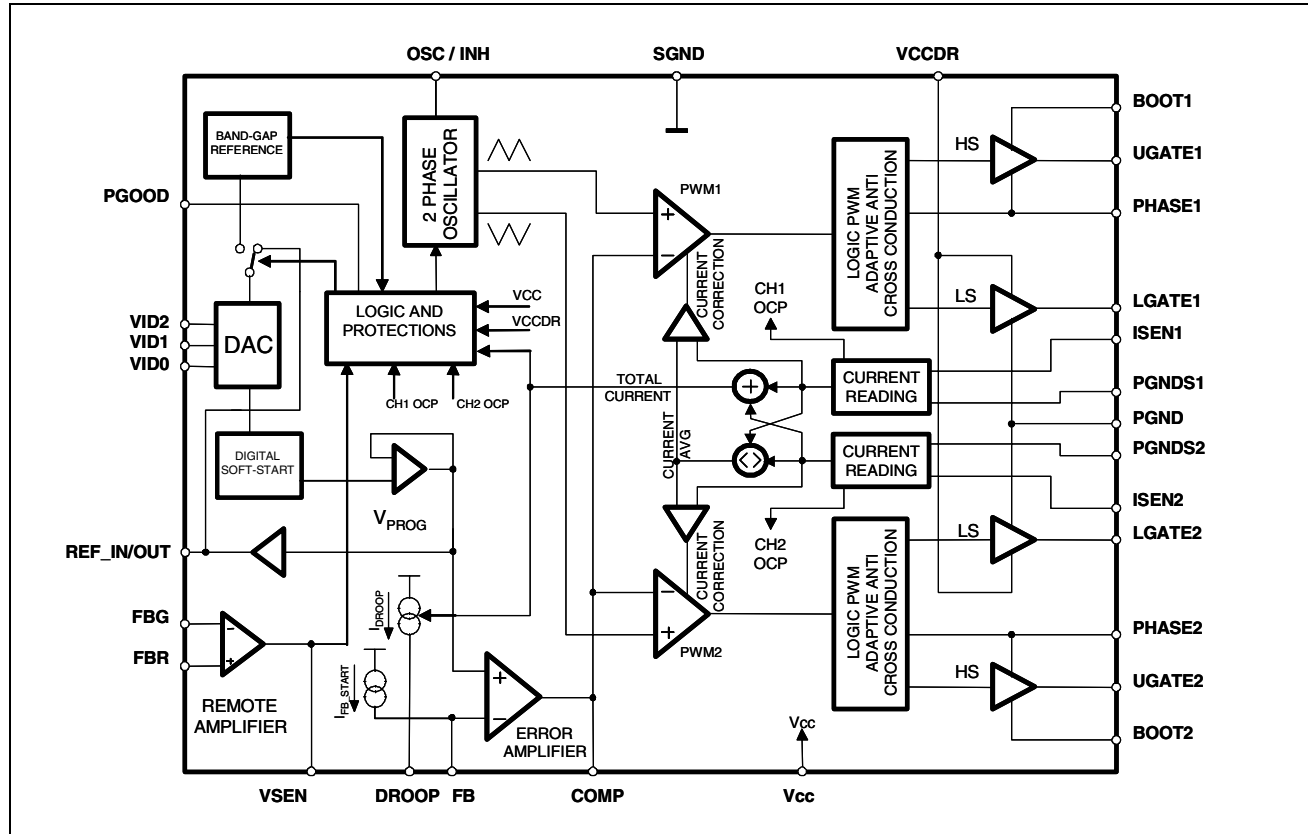 OSC / INH
SGND
VCCDR
BAND-GAP
REFERENCE
2 PHASE
OSCILLATOR
PGOOD
PWM1
+
−
LOGIC PWM
ADAPTIVE ANTI
CROSS CONDUCTION
HS
LS
BOOT1
UGATE1
PHASE1
LGATE1
ISEN1
PGNDS1
PGND
PGNDS2
ISEN2
LGATE2
PHASE2
UGATE2
BOOT2
VID2
VID1
VID0
DAC
LOGIC AND
PROTECTIONS
VCC
VCCDR
CH1 OCP
CH2 OCP
CURRENT
CORRECTION
CH1
OCP
TOTAL
CURRENT
+
CURRENT
READING
CURRENT
AVG
<>
CURRENT
READING
CH2
OCP
CURRENT
CORRECTION
DIGITAL
SOFT-START
VPROG
REF_IN/OUT
FBG
FBR
−
+
REMOTE
AMPLIFIER
IDROOP
IFB_START
+
−
ERROR
AMPLIFIER
−
+
PWM2
LOGIC PWM
ADAPTIVE ANTI
CROSS CONDUCTION
LS
HS
Vcc
VSEN
DROOP
FB
COMP
Vcc